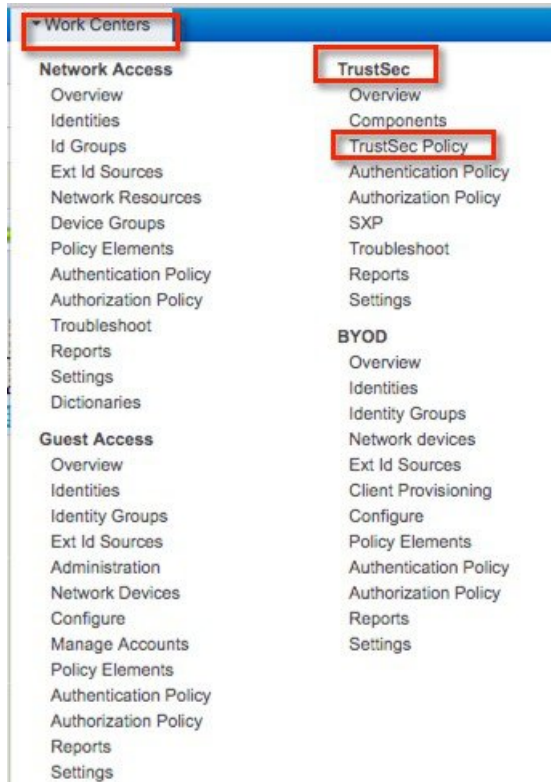 Work Centers
Network Access
Overview
Identities
Id Groups
Ext Id Sources
Network Resources
Device Groups
Policy Elements
Authentication Policy
Authorization Policy
Troubleshoot
Reports
Settings
Dictionaries
Guest Access
Overview
Identities
Identity Groups
Ext Id Sources
Administration
Network Devices
Configure
Manage Accounts
Policy Elements
Authentication Policy
Authorization Policy
Reports
Settings
TrustSec
Overview
Components
TrustSec Policy
Authentication Policy
Authorization Policy
SXP
Troubleshoot
Reports
Settings
BYOD
Overview
Identities
Identity Groups
Network devices
Ext Id Sources
Client Provisioning
Configure
Policy Elements
Authentication Policy
Authorization Policy
Reports
Settings